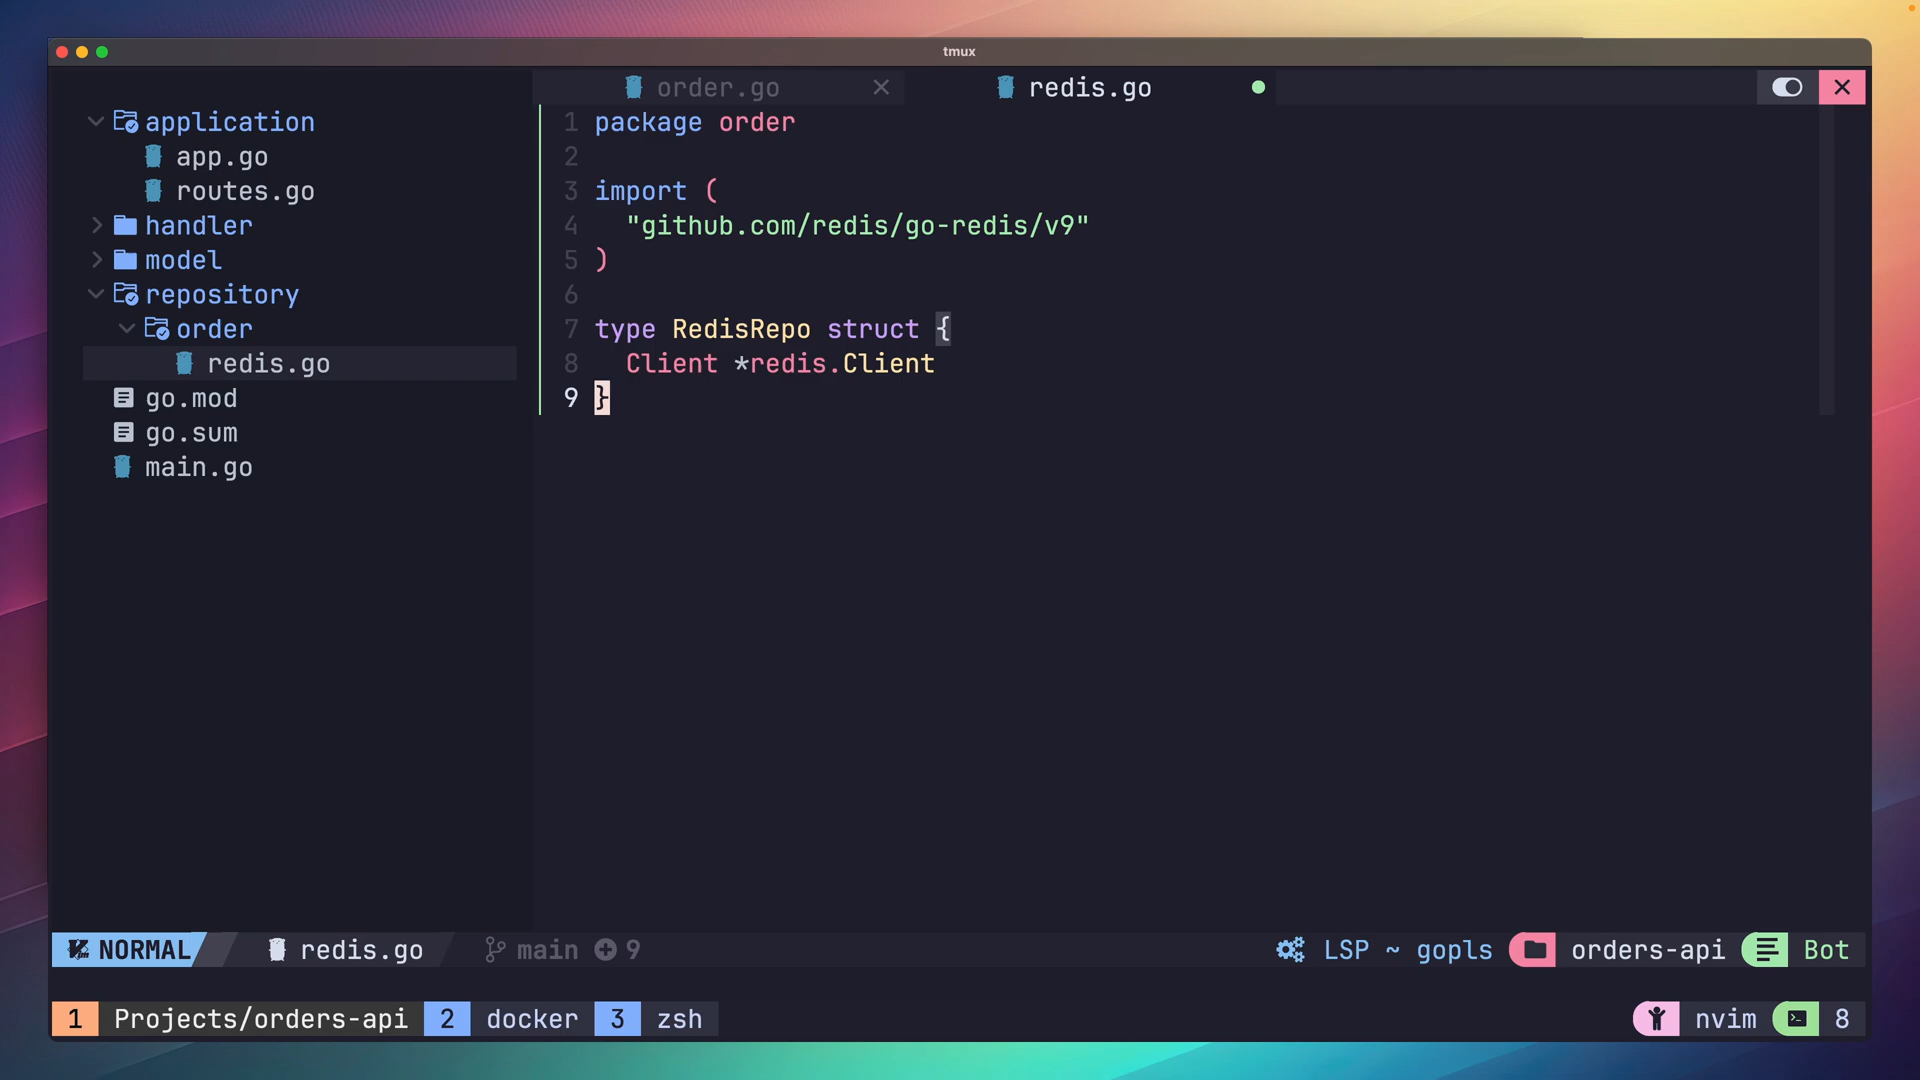 tmux
order.go
redis.go
application
app.go
routes.go
handler
model
repository
order
redis.go
go.mod
go.sum
main.go
1 package order
2
3 import (
4 "github.com/redis/go-redis/v9"
5 )
6
7 type RedisRepo struct {
8 Client *redis.Client
9 }
NORMAL redis.go main 9 LSP ~ gopls orders-api Bot
1 Projects/orders-api 2 docker 3 zsh nvim 8